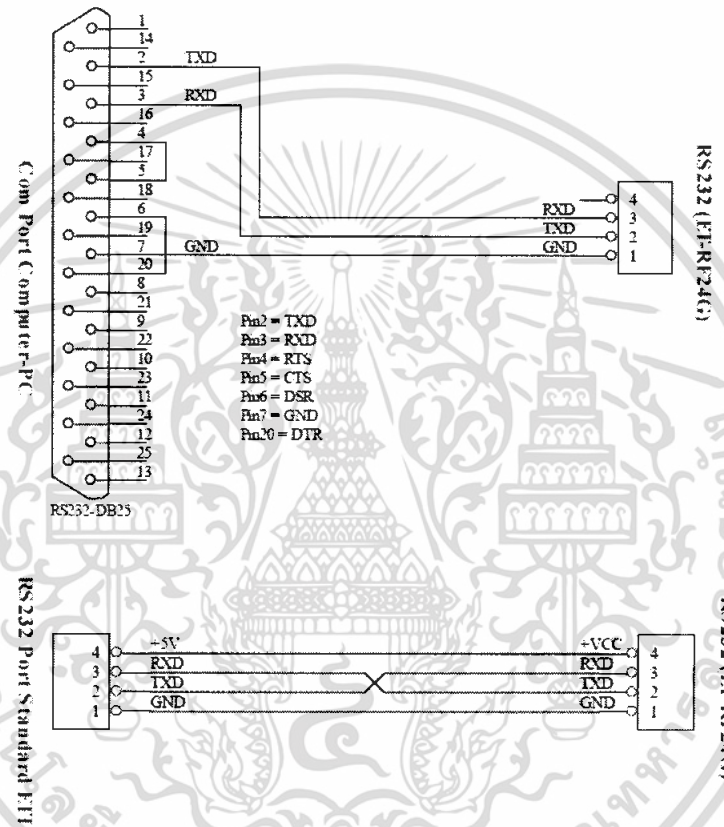 1
14
2 TXD
15
3 RXD
16
4
17
5
18
6
19
7 GND
20
8
21
9
22
10
23
11
24
12
25
13
RS232-DB25
Com Port Computer-PC
Pin2 = TXD
Pin3 = RXD
Pin4 = RTS
Pin5 = CTS
Pin6 = DSR
Pin7 = GND
Pin20 = DTR
4
RXD 3
TXD 2
GND 1
RS232 (ET-RF24G)
RS232 Port Standard ETT
4 +5V +VCC 4
3 RXD RXD 3
2 TXD TXD 2
1 GND GND 1